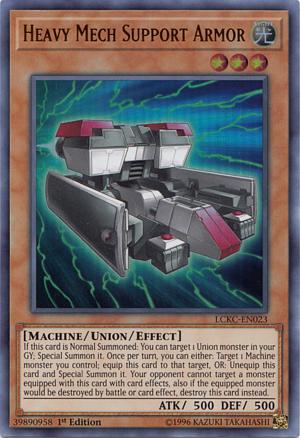 HEAVY MECH SUPPORT ARMOR
光
LCKC-EN023
[MACHINE/UNION/EFFECT]
If this card is Normal Summoned: You can target 1 Union monster in your
GY; Special Summon it. Once per turn, you can either: Target 1 Machine
monster you control; equip this card to that target, OR: Unequip this
card and Special Summon it. Your opponent cannot target a monster
equipped with this card with card effects, also if the equipped monster
would be destroyed by battle or card effect, destroy this card instead.
ATK/ 500 DEF/ 500
39890958 1st Edition ©1996 KAZUKI TAKAHASHI